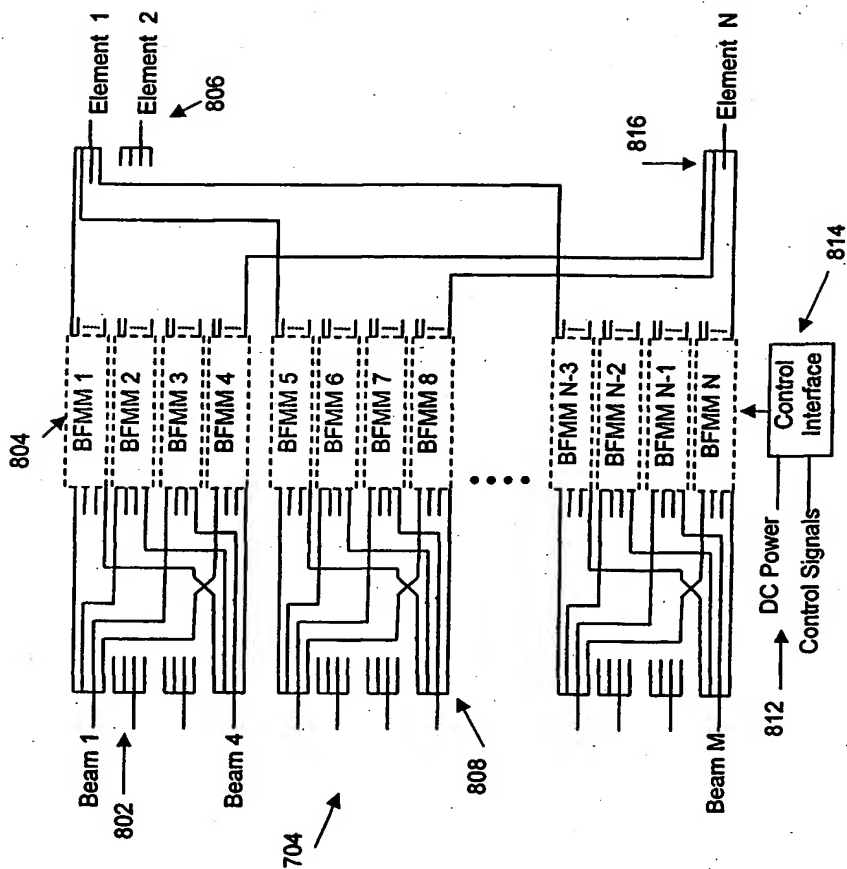 Element 1
Element 2
806
804
BFMM 1
BFMM 2
BFMM 3
BFMM 4
Beam 1
802
Beam 4
BFMM 5
BFMM 6
BFMM 7
BFMM 8
704
808
BFMM N-3
BFMM N-2
BFMM N-1
BFMM N
816
Element N
Beam M
812
DC Power
Control Signals
Control
Interface
814